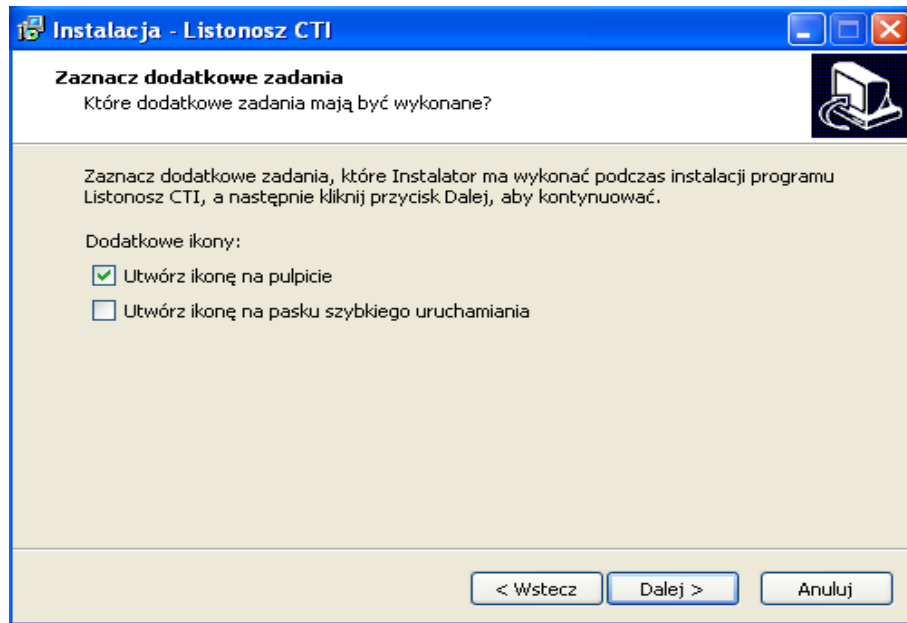 Instalacja - Listonosz CTI
Zaznacz dodatkowe zadania
Które dodatkowe zadania mają być wykonane?
Zaznacz dodatkowe zadania, które Instalator ma wykonać podczas instalacji programu
Listonosz CTI, a następnie kliknij przycisk Dalej, aby kontynuować.
Dodatkowe ikony:
Utwórz ikonę na pulpicie
Utwórz ikonę na pasku szybkiego uruchamiania
< Wstecz
Dalej >
Anuluj